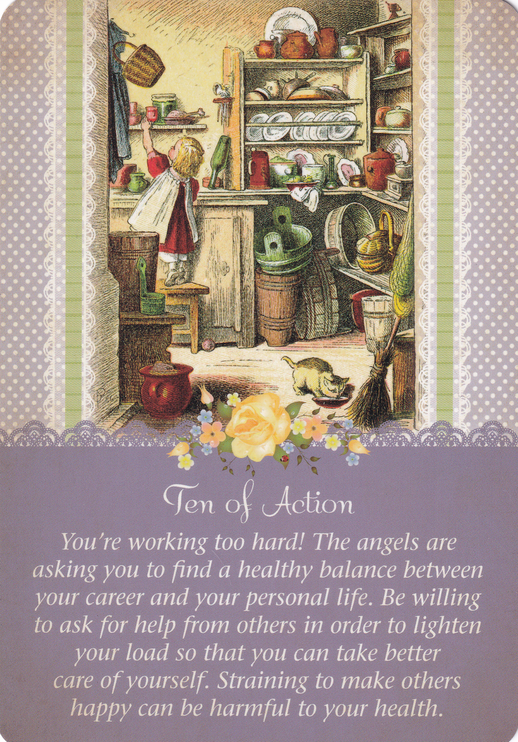 Ten of Action
You're working too hard! The angels are
asking you to find a healthy balance between
your career and your personal life. Be willing
to ask for help from others in order to lighten
your load so that you can take better
care of yourself. Straining to make others
happy can be harmful to your health.